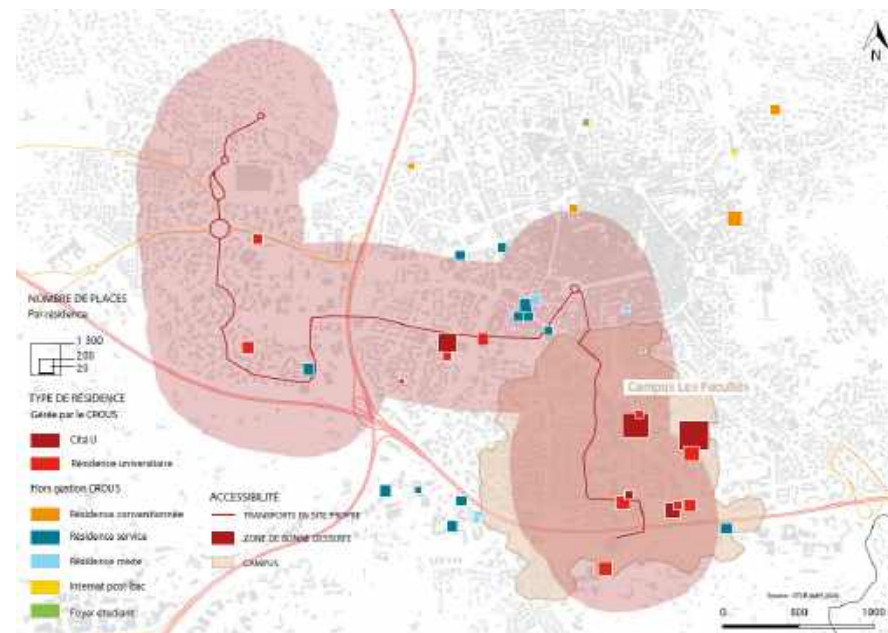 N
NOMBRE DE PLACES
Par résidence
1 300
200
20
TYPE DE RÉSIDENCE
Gérée par le CROUS
Cité U
Résidence universitaire
Hors gestion CROUS
Résidence conventionnée
Résidence service
Résidence mixte
Internat post-bac
Foyer étudiant
ACCESSIBILITÉ
TRANSPORTS EN SITE PROPRE
ZONE DE BONNE DESSERTE
CAMPUS
Campus Les Facultés
0 500 1000